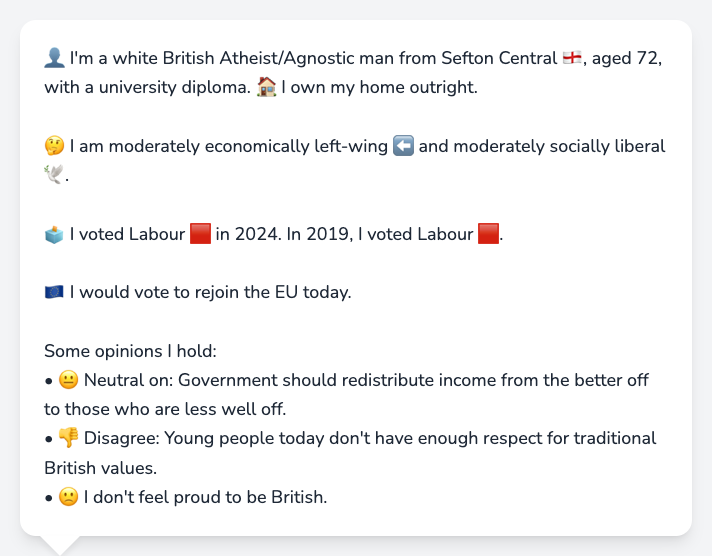 👤 I'm a white British Atheist/Agnostic man from Sefton Central 🏴󠁧󠁢󠁥󠁮󠁧󠁿, aged 72,
with a university diploma. 🏠 I own my home outright.
🤔 I am moderately economically left-wing ⬅️ and moderately socially liberal
🕊️.
🗳️ I voted Labour 🟥 in 2024. In 2019, I voted Labour 🟥.
🇪🇺 I would vote to rejoin the EU today.
Some opinions I hold:
• 😐 Neutral on: Government should redistribute income from the better off
to those who are less well off.
• 👎 Disagree: Young people today don't have enough respect for traditional
British values.
• 🙁 I don't feel proud to be British.